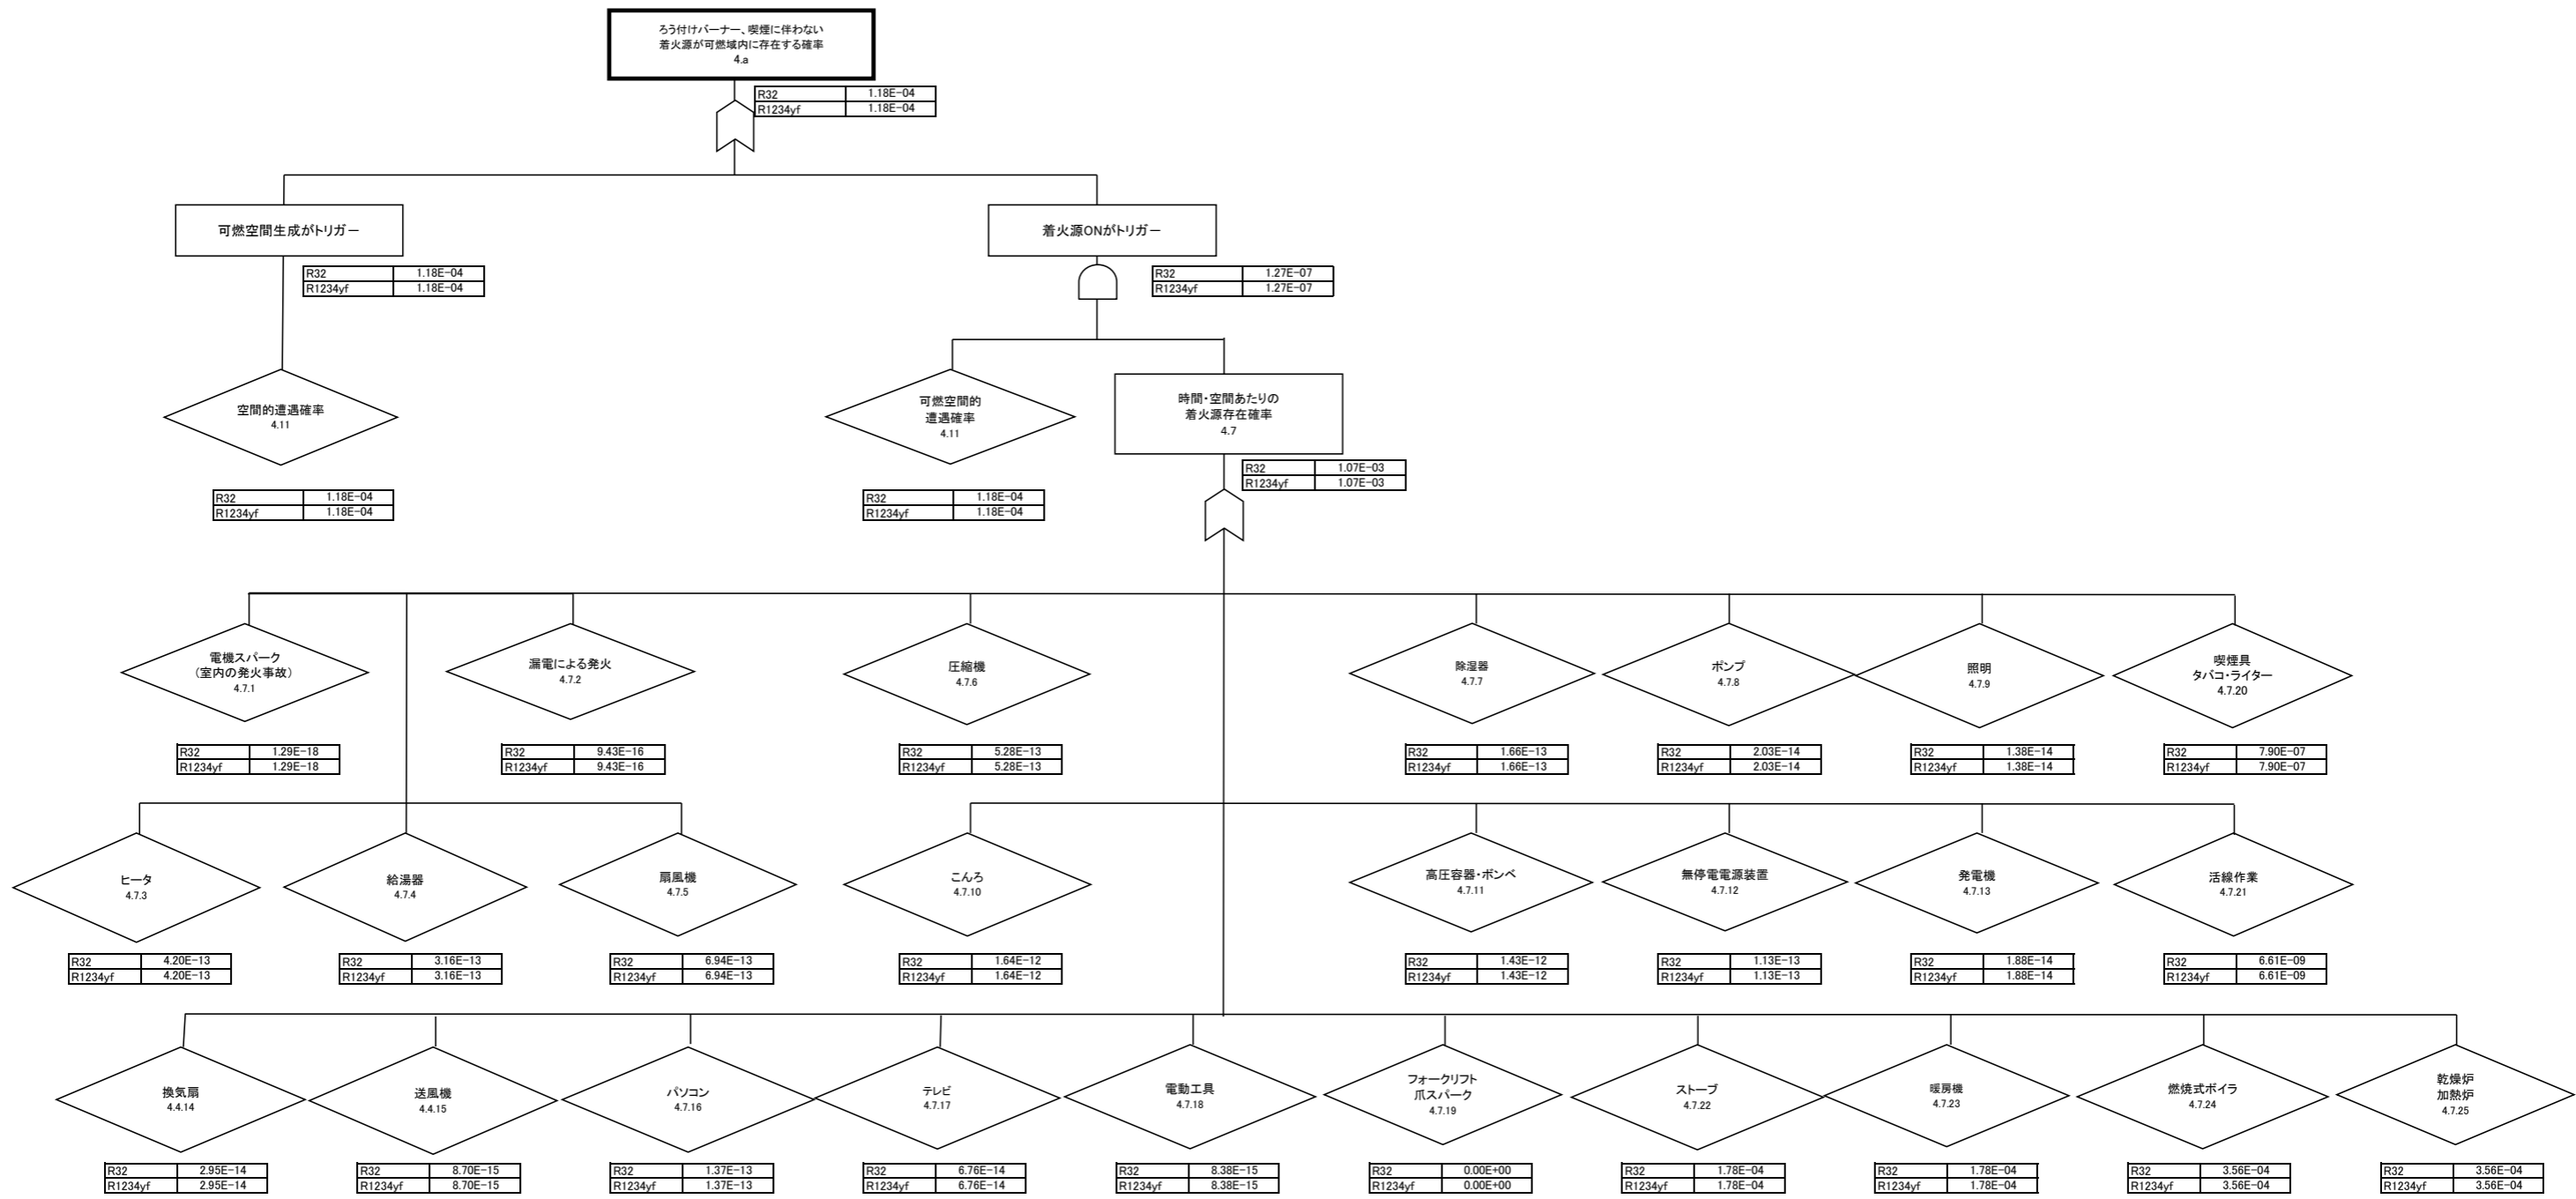 ろう付けバーナー、喫煙に伴わない
着火源が可燃域内に存在する確率
4.a
R32 1.18E-04
R1234yf 1.18E-04
可燃空間生成がトリガー
R32 1.18E-04
R1234yf 1.18E-04
着火源ONがトリガー
R32 1.27E-07
R1234yf 1.27E-07
空間的遭遇確率
4.11
R32 1.18E-04
R1234yf 1.18E-04
可燃空間的
遭遇確率
4.11
R32 1.18E-04
R1234yf 1.18E-04
時間・空間あたりの
着火源存在確率
4.7
R32 1.07E-03
R1234yf 1.07E-03
電機スパーク
(室内の発火事故)
4.7.1
R32 1.29E-18
R1234yf 1.29E-18
漏電による発火
4.7.2
R32 9.43E-16
R1234yf 9.43E-16
圧縮機
4.7.6
R32 5.28E-13
R1234yf 5.28E-13
除湿器
4.7.7
R32 1.66E-13
R1234yf 1.66E-13
ポンプ
4.7.8
R32 2.03E-14
R1234yf 2.03E-14
照明
4.7.9
R32 1.38E-14
R1234yf 1.38E-14
喫煙具
タバコ・ライター
4.7.20
R32 7.90E-07
R1234yf 7.90E-07
ヒータ
4.7.3
R32 4.20E-13
R1234yf 4.20E-13
給湯器
4.7.4
R32 3.16E-13
R1234yf 3.16E-13
扇風機
4.7.5
R32 6.94E-13
R1234yf 6.94E-13
こんろ
4.7.10
R32 1.64E-12
R1234yf 1.64E-12
高圧容器・ボンベ
4.7.11
R32 1.43E-12
R1234yf 1.43E-12
無停電電源装置
4.7.12
R32 1.13E-13
R1234yf 1.13E-13
発電機
4.7.13
R32 1.88E-14
R1234yf 1.88E-14
活線作業
4.7.21
R32 6.61E-09
R1234yf 6.61E-09
換気扇
4.4.14
R32 2.95E-14
R1234yf 2.95E-14
送風機
4.4.15
R32 8.70E-15
R1234yf 8.70E-15
パソコン
4.7.16
R32 1.37E-13
R1234yf 1.37E-13
テレビ
4.7.17
R32 6.76E-14
R1234yf 6.76E-14
電動工具
4.7.18
R32 8.38E-15
R1234yf 8.38E-15
フォークリフト
爪スパーク
4.7.19
R32 0.00E+00
R1234yf 0.00E+00
ストーブ
4.7.22
R32 1.78E-04
R1234yf 1.78E-04
暖房機
4.7.23
R32 1.78E-04
R1234yf 1.78E-04
燃焼式ボイラ
4.7.24
R32 3.56E-04
R1234yf 3.56E-04
乾燥炉
加熱炉
4.7.25
R32 3.56E-04
R1234yf 3.56E-04